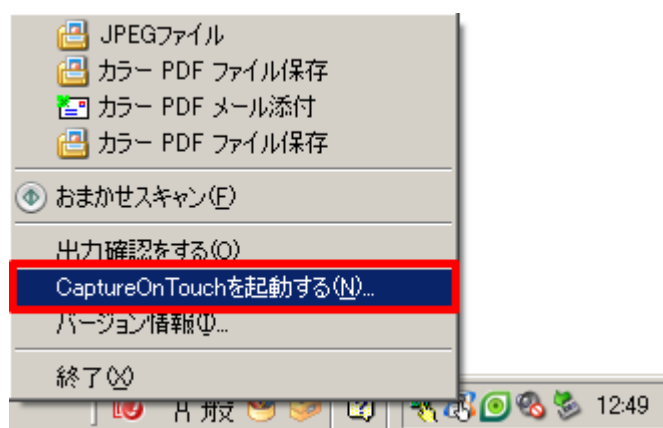 JPEGファイル
カラー PDF ファイル保存
カラー PDF メール添付
カラー PDF ファイル保存
おまかせスキャン(F)
出力確認をする(O)
CaptureOnTouchを起動する(N)...
バージョン情報(I)...
終了(X)
A 般 12:49